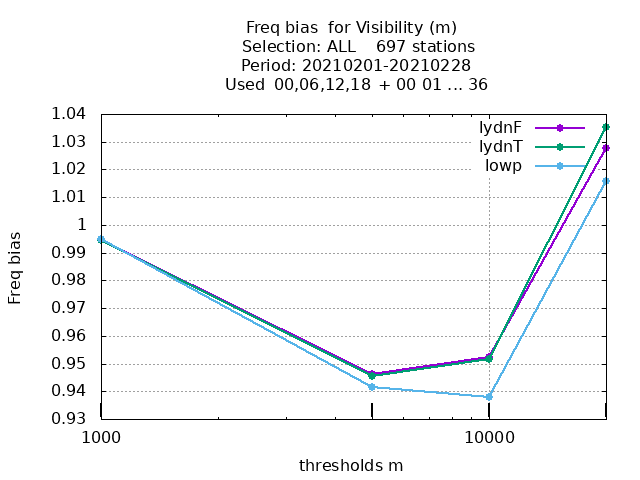 Freq bias  for Visibility (m)
Selection: ALL    697 stations
Period: 20210201-20210228
Used  00,06,12,18  + 00 01 ... 36
lydnF
lydnT
lowp
1.04
1.03
1.02
1.01
1
0.99
0.98
0.97
0.96
0.95
0.94
0.93
Freq bias
1000
10000
thresholds m